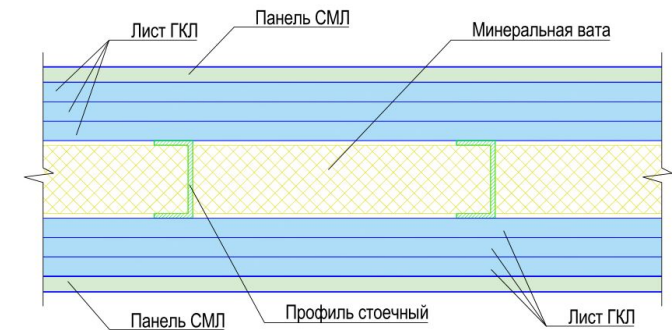 Лист ГКЛ
Панель СМЛ
Минеральная вата
Панель СМЛ
Профиль стоечный
Лист ГКЛ